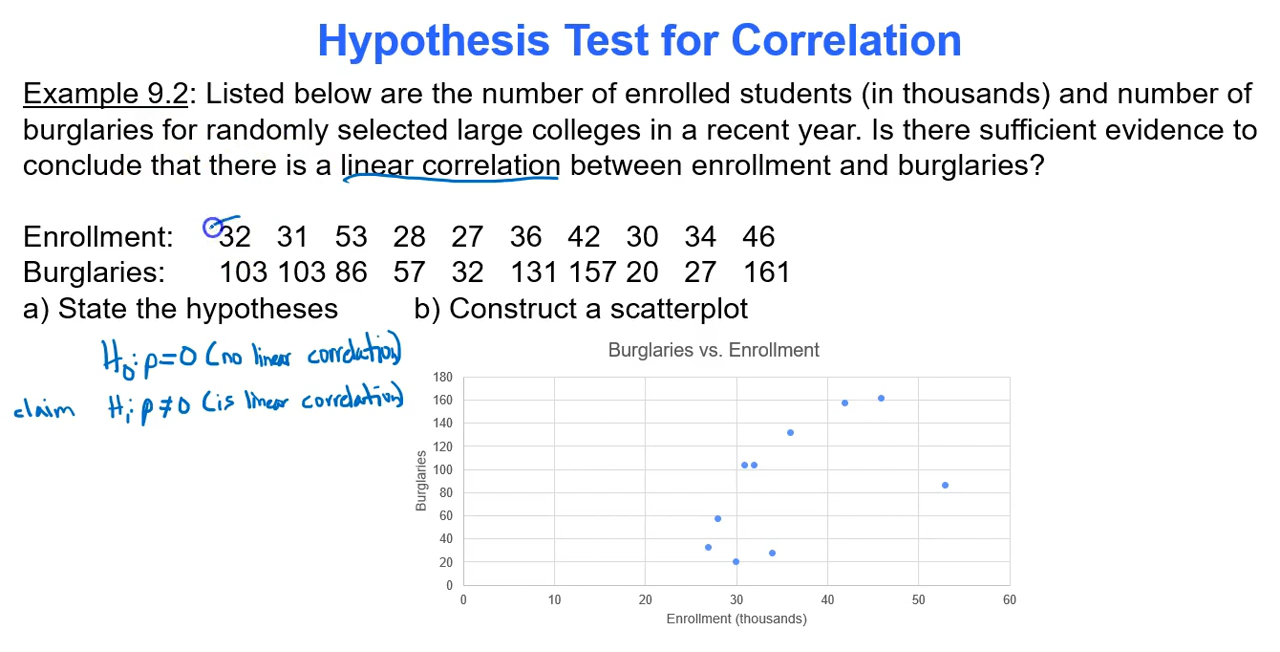 Hypothesis Test for Correlation
Example 9.2: Listed below are the number of enrolled students (in thousands) and number of
burglaries for randomly selected large colleges in a recent year. Is there sufficient evidence to
conclude that there is a linear correlation between enrollment and burglaries?
Enrollment: 32 31 53 28 27 36 42 30 34 46
Burglaries: 103 103 86 57 32 131 157 20 27 161
a) State the hypotheses b) Construct a scatterplot
H₀: ρ=0 (no linear correlation)
claim H₁: ρ≠0 (is linear correlation)
Burglaries vs. Enrollment
180
160
140
120
100
80
60
40
20
0
Burglaries
0 10 20 30 40 50 60
Enrollment (thousands)